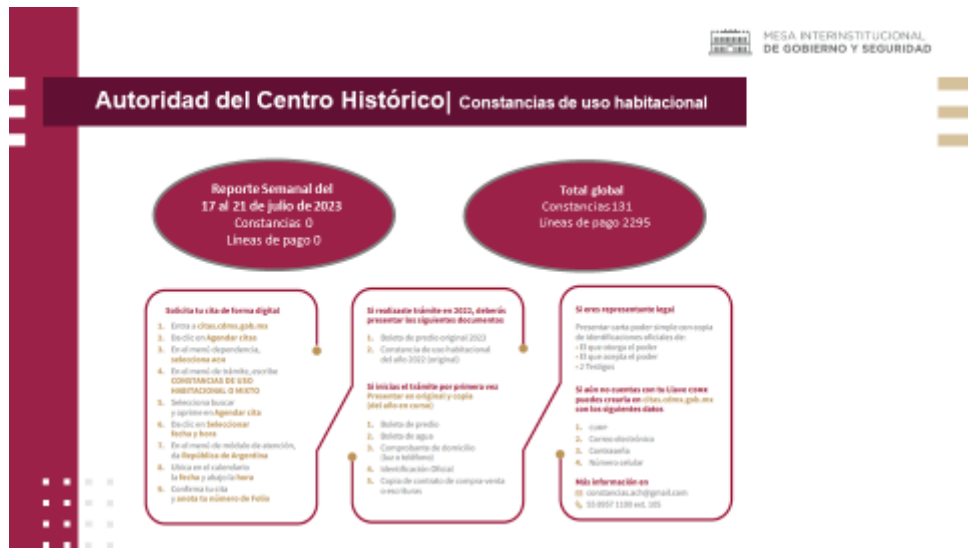 MESA INTERINSTITUCIONAL
DE GOBIERNO Y SEGURIDAD
Autoridad del Centro Histórico| Constancias de uso habitacional
Reporte Semanal del
17 al 21 de julio de 2023
Constancias 0
Líneas de pago 0
Total global
Constancias 131
Líneas de pago 2295
Solicita tu cita de forma digital
1. Entra a citas.cdmx.gob.mx
2. Da clic en Agendar citas
3. En el menú dependencia,
selecciona ACH
4. En el menú de trámite, escribe
CONSTANCIAS DE USO
HABITACIONAL O MIXTO
5. Selecciona buscar
y oprime en Agendar cita
6. Da clic en Seleccionar
fecha y hora
7. En el menú de módulo de atención,
da República de Argentina
8. Ubica en el calendario
la fecha y abajo la hora
9. Confirma tu cita
y anota tu número de Folio
Si realizaste trámite en 2022, deberás
presentar los siguientes documentos
1. Boleta de predio original 2023
2. Constancia de uso habitacional
del año 2022 (original)
Si inicias el trámite por primera vez
Presentar en original y copia
(del año en curso)
1. Boleta de predio
2. Boleta de agua
3. Comprobante de domicilio
(luz o teléfono)
4. Identificación Oficial
5. Copia de contrato de compra-venta
o escrituras
Si eres representante legal
Presentar carta poder simple con copia
de identificaciones oficiales de:
• El que otorga el poder
• El que acepta el poder
• 2 Testigos
Si aún no cuentas con tu Llave CDMX
puedes crearla en citas.cdmx.gob.mx
con los siguientes datos
1. CURP
2. Correo electrónico
3. Contraseña
4. Número celular
Más información en
constancias.ach@gmail.com
55 8957 1100 ext. 105